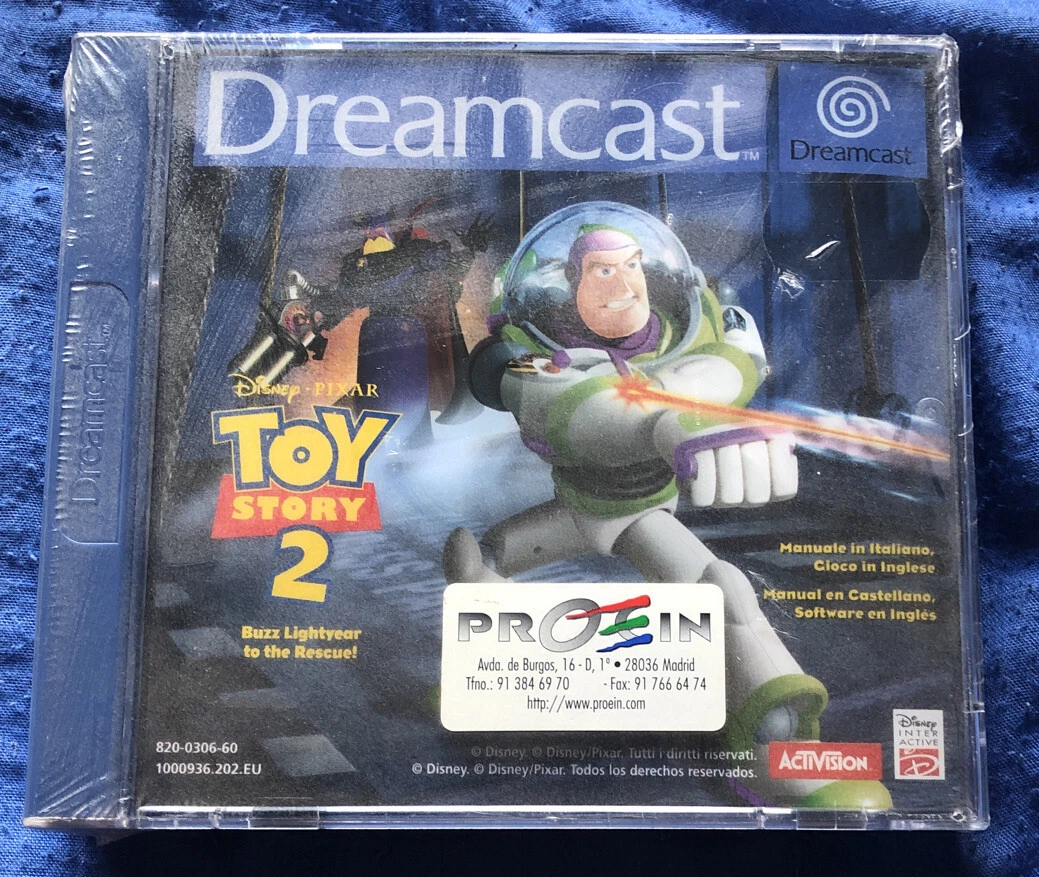 Dreamcast™
Dreamcast
Dreamcast™
DISNEY · PIXAR
TOY
STORY
2
Buzz Lightyear
to the Rescue!
Manuale in Italiano,
Gioco in Inglese
Manual en Castellano,
Software en Inglés
PROEIN
Avda. de Burgos, 16 - D, 1º • 28036 Madrid
Tfno.: 91 384 69 70 - Fax: 91 766 64 74
http://www.proein.com
820-0306-60
1000936.202.EU
© Disney. © Disney/Pixar. Tutti i diritti riservati.
© Disney. © Disney/Pixar. Todos los derechos reservados.
ACTIVISION
DISNEY
INTER
ACTIVE